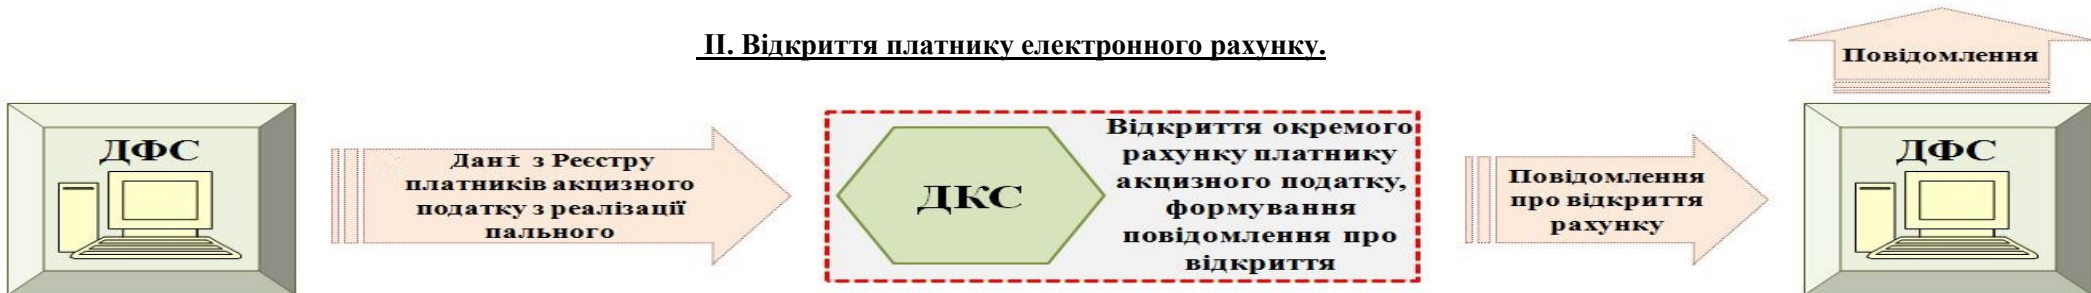 II. Відкриття платнику електронного рахунку.
Повідомлення
ДФС
Дані з Реєстру
платників акцизного
податку з реалізації
пального
ДКС
Відкриття окремого
рахунку платнику
акцизного податку,
формування
повідомлення про
відкриття
Повідомлення
про відкриття
рахунку
ДФС